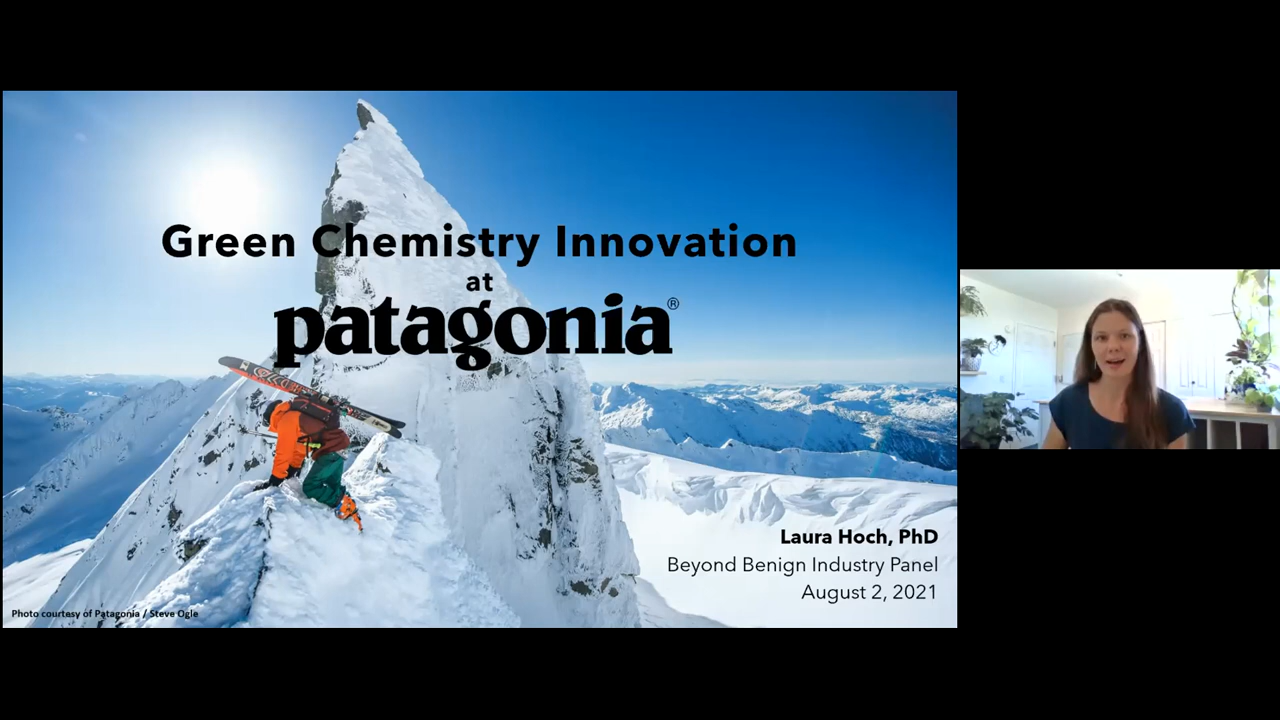 Green Chemistry Innovation
at
patagonia®
Laura Hoch, PhD
Beyond Benign Industry Panel
August 2, 2021
Photo courtesy of Patagonia / Steve Ogle